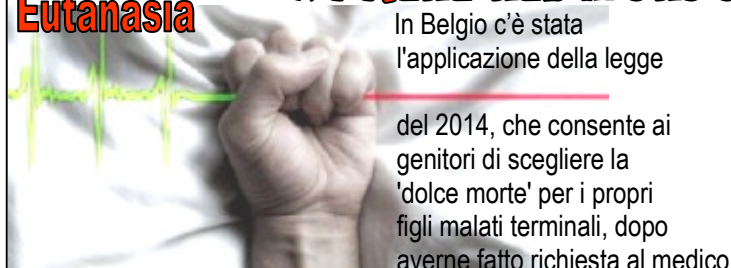 Eutanasia
In Belgio c'è stata
l'applicazione della legge
del 2014, che consente ai
genitori di scegliere la
'dolce morte' per i propri
figli malati terminali, dopo
averne fatto richiesta al medico